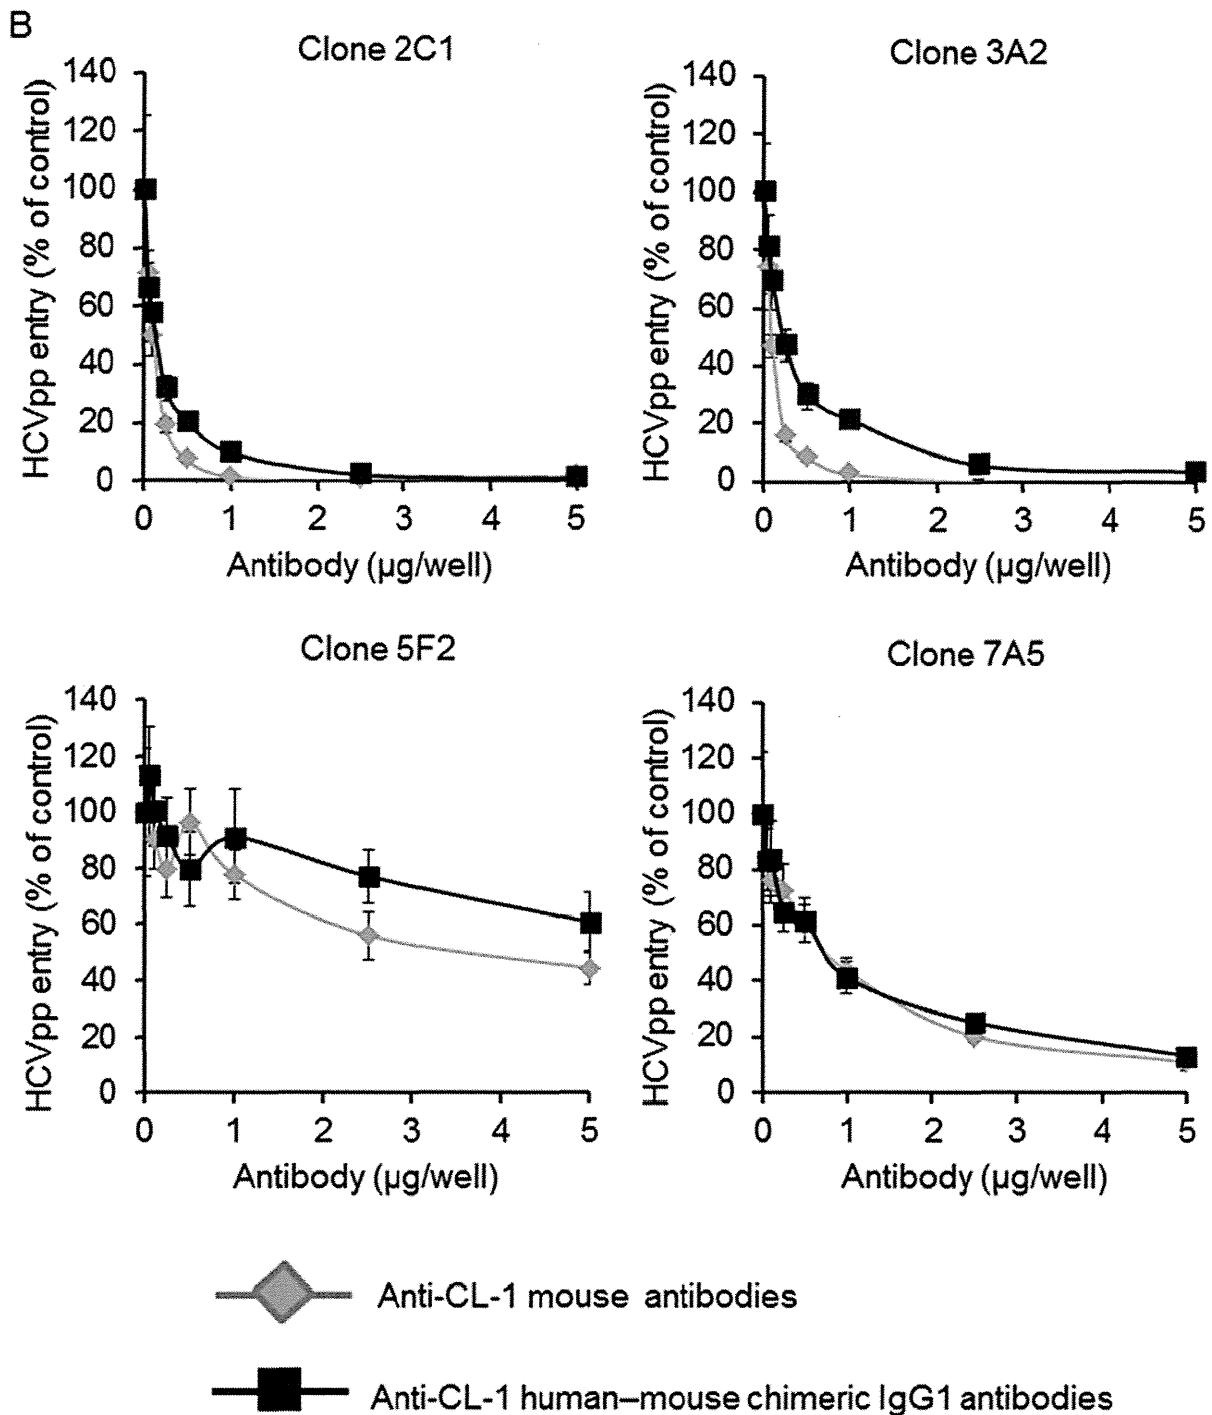 B
Clone 2C1
HCVpp entry (% of control)
140
120
100
80
60
40
20
0
0 1 2 3 4 5
Antibody (µg/well)
Clone 3A2
HCVpp entry (% of control)
140
120
100
80
60
40
20
0
0 1 2 3 4 5
Antibody (µg/well)
Clone 5F2
HCVpp entry (% of control)
140
120
100
80
60
40
20
0
0 1 2 3 4 5
Antibody (µg/well)
Clone 7A5
HCVpp entry (% of control)
140
120
100
80
60
40
20
0
0 1 2 3 4 5
Antibody (µg/well)
Anti-CL-1 mouse antibodies
Anti-CL-1 human–mouse chimeric IgG1 antibodies